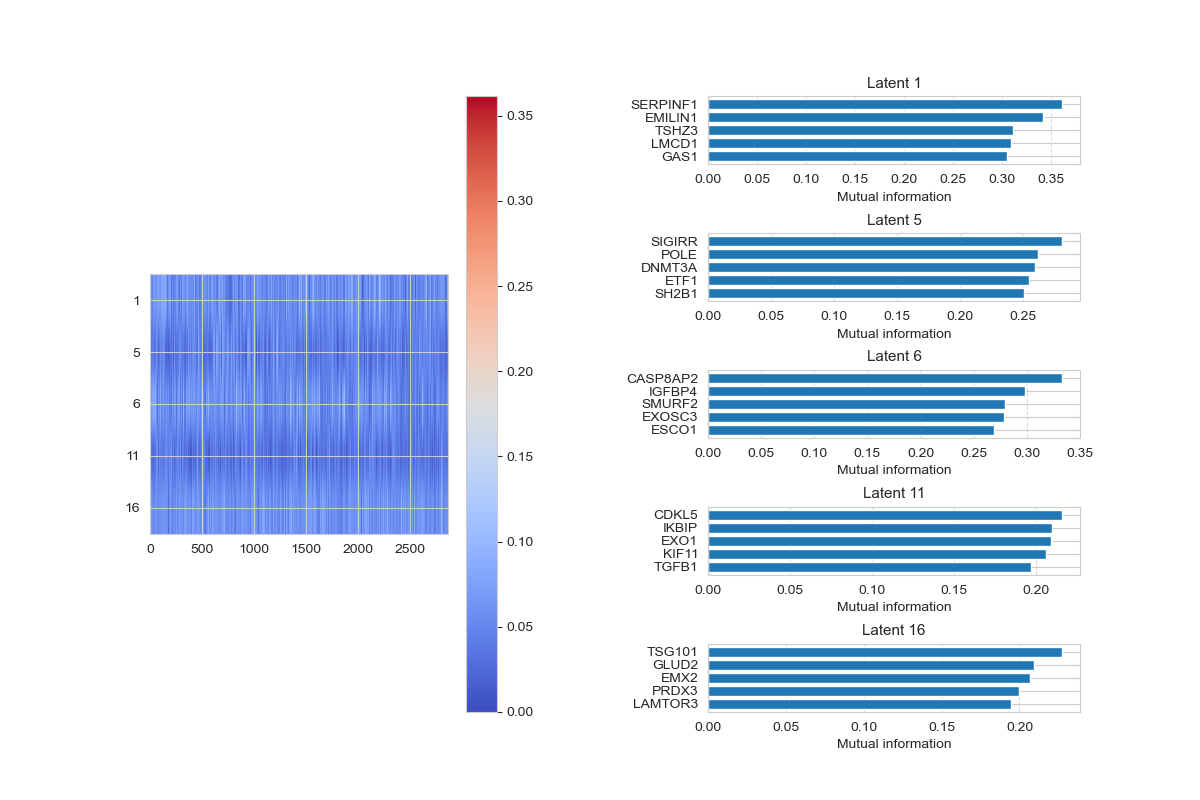 1
5
6
11
16
0 500 1000 1500 2000 2500
0.35
0.30
0.25
0.20
0.15
0.10
0.05
0.00
Latent 1
SERPINF1
EMILIN1
TSHZ3
LMCD1
GAS1
0.00 0.05 0.10 0.15 0.20 0.25 0.30 0.35
Mutual information
Latent 5
SIGIRR
POLE
DNMT3A
ETF1
SH2B1
0.00 0.05 0.10 0.15 0.20 0.25
Mutual information
Latent 6
CASP8AP2
IGFBP4
SMURF2
EXOSC3
ESCO1
0.00 0.05 0.10 0.15 0.20 0.25 0.30 0.35
Mutual information
Latent 11
CDKL5
IKBIP
EXO1
KIF11
TGFB1
0.00 0.05 0.10 0.15 0.20
Mutual information
Latent 16
TSG101
GLUD2
EMX2
PRDX3
LAMTOR3
0.00 0.05 0.10 0.15 0.20
Mutual information